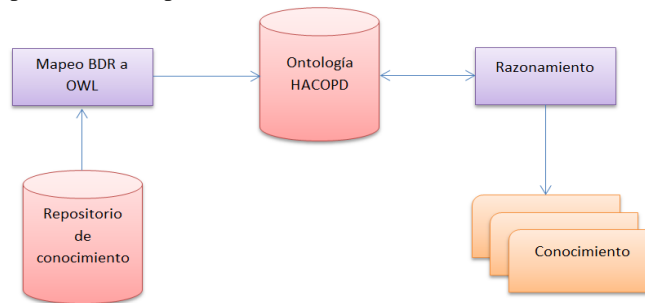 Mapeo BDR a
OWL
Ontología
HACOPD
Razonamiento
Repositorio
de
conocimiento
Conocimiento